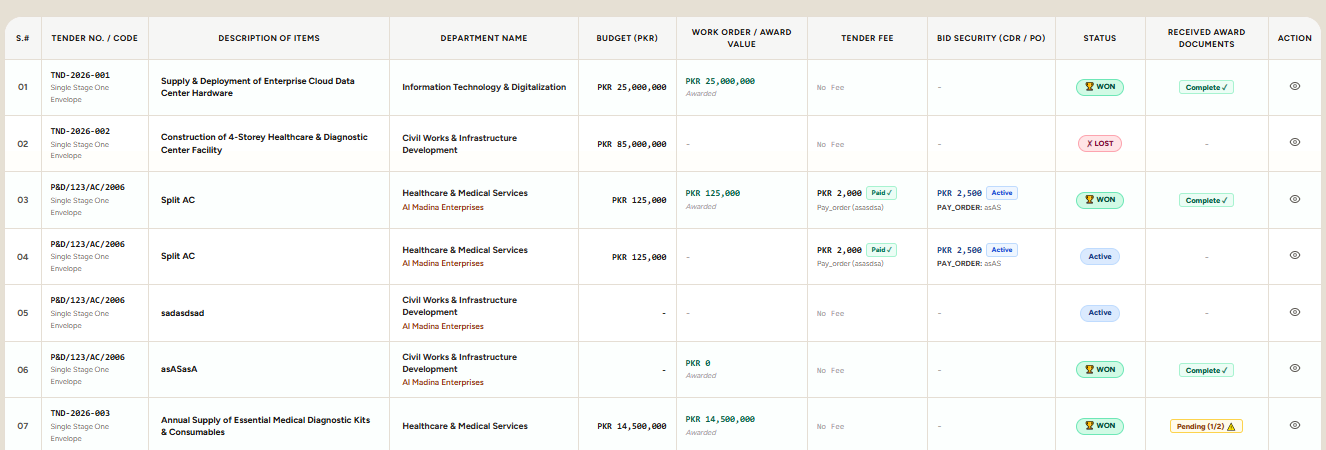 S.# TENDER NO. / CODE DESCRIPTION OF ITEMS DEPARTMENT NAME BUDGET (PKR) WORK ORDER / AWARD VALUE TENDER FEE BID SECURITY (CDR / PO) STATUS RECEIVED AWARD DOCUMENTS ACTION
01
TND-2026-001
Single Stage One
Envelope
Supply & Deployment of Enterprise Cloud Data
Center Hardware
Information Technology & Digitalization
PKR 25,000,000
PKR 25,000,000
Awarded
No Fee
-
🏆 WON
Complete ✓
02
TND-2026-002
Single Stage One
Envelope
Construction of 4-Storey Healthcare & Diagnostic
Center Facility
Civil Works & Infrastructure
Development
PKR 85,000,000
-
No Fee
-
✗ LOST
-
03
P&D/123/AC/2006
Single Stage One
Envelope
Split AC
Healthcare & Medical Services
Al Madina Enterprises
PKR 125,000
PKR 125,000
Awarded
PKR 2,000 Paid ✓
Pay_order (asasdsa)
PKR 2,500 Active
PAY_ORDER: asAS
🏆 WON
Complete ✓
04
P&D/123/AC/2006
Single Stage One
Envelope
Split AC
Healthcare & Medical Services
Al Madina Enterprises
PKR 125,000
-
PKR 2,000 Paid ✓
Pay_order (asasdsa)
PKR 2,500 Active
PAY_ORDER: asAS
Active
-
05
P&D/123/AC/2006
Single Stage One
Envelope
sadasdsad
Civil Works & Infrastructure
Development
Al Madina Enterprises
-
-
No Fee
-
Active
-
06
P&D/123/AC/2006
Single Stage One
Envelope
asASasA
Civil Works & Infrastructure
Development
Al Madina Enterprises
-
PKR 0
Awarded
No Fee
-
🏆 WON
Complete ✓
07
TND-2026-003
Single Stage One
Envelope
Annual Supply of Essential Medical Diagnostic Kits
& Consumables
Healthcare & Medical Services
PKR 14,500,000
PKR 14,500,000
Awarded
No Fee
-
🏆 WON
Pending (1/2) ⚠